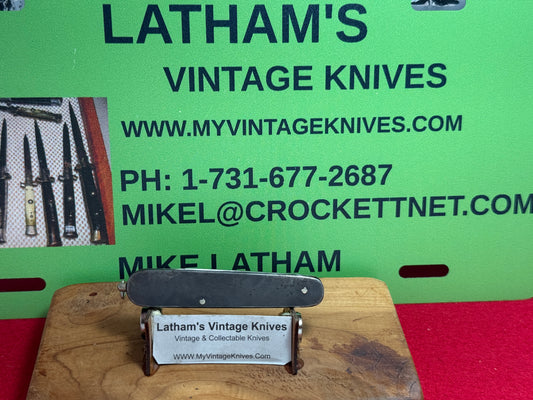 LATHAM'S
VINTAGE KNIVES
WWW.MYVINTAGEKNIVES.COM
PH: 1-731-677-2687
MIKEL@CROCKETTNET.COM
MIKE LATHAM
Latham's Vintage Knives
Vintage & Collectable Knives
WWW.MyVintageKnives.Com